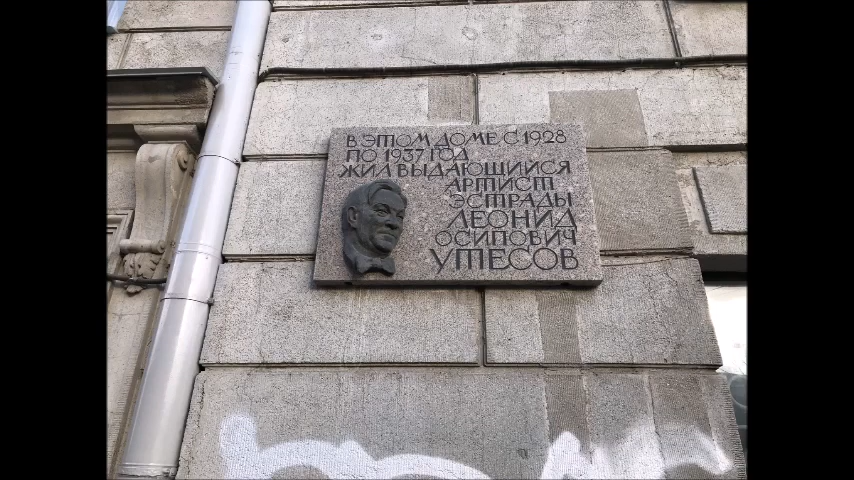 В ЭТОМ ДОМЕ С 1928
ПО 1937 ГОД
ЖИЛ ВЫДАЮЩИЙСЯ
АРТИСТ
ЭСТРАДЫ
ЛЕОНИД
ОСИПОВИЧ
УТЕСОВ